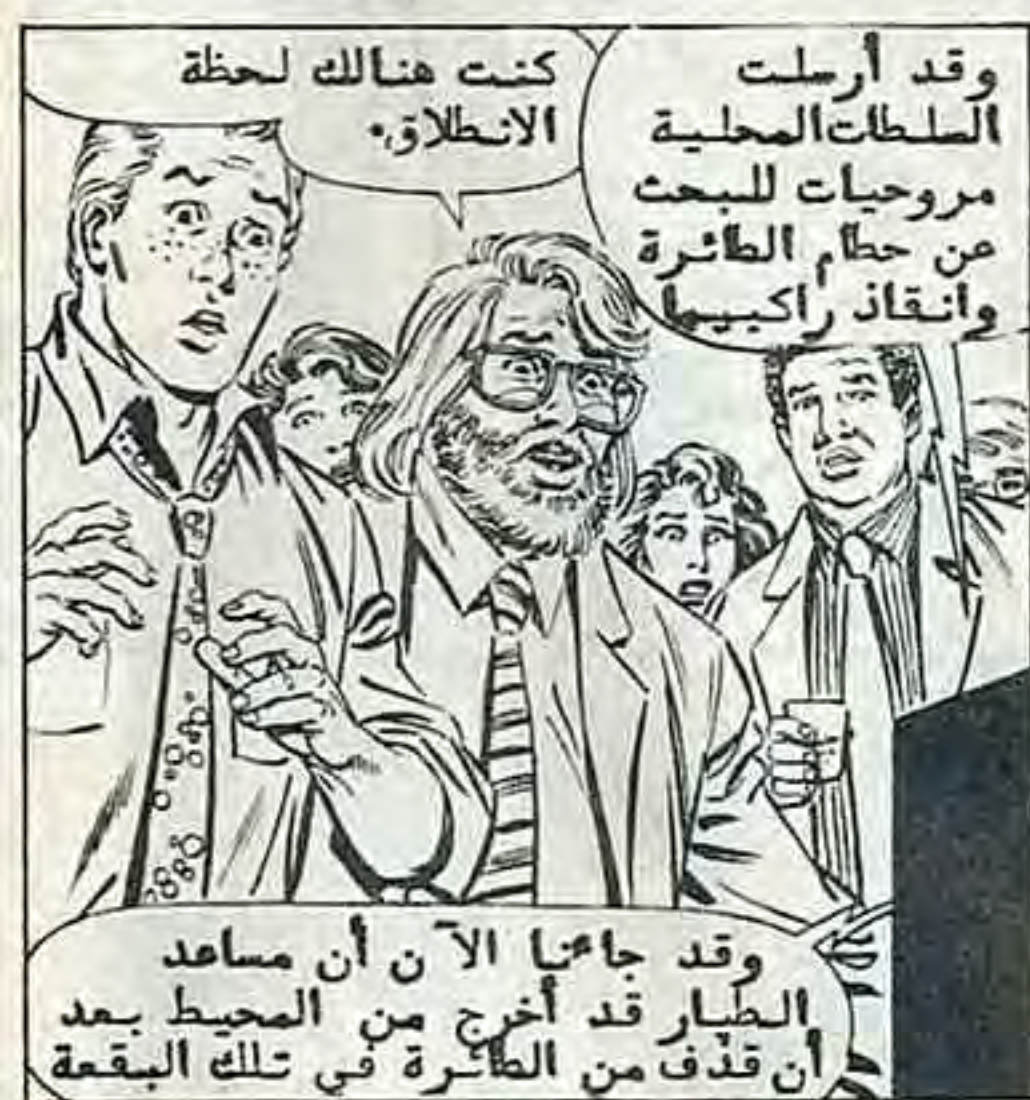 وقد أرسلت
السلطات المحلية
مروحيات للبحث
عن حطام الطائرة
وانقاذ راكبيها
كنت هنالك لحظة
الانطلاق.
وقد جاءنا الآن أن مساعد
الطيار قد أخرج من المحيط بعد
أن قذف من الطائرة في تلك البقعة